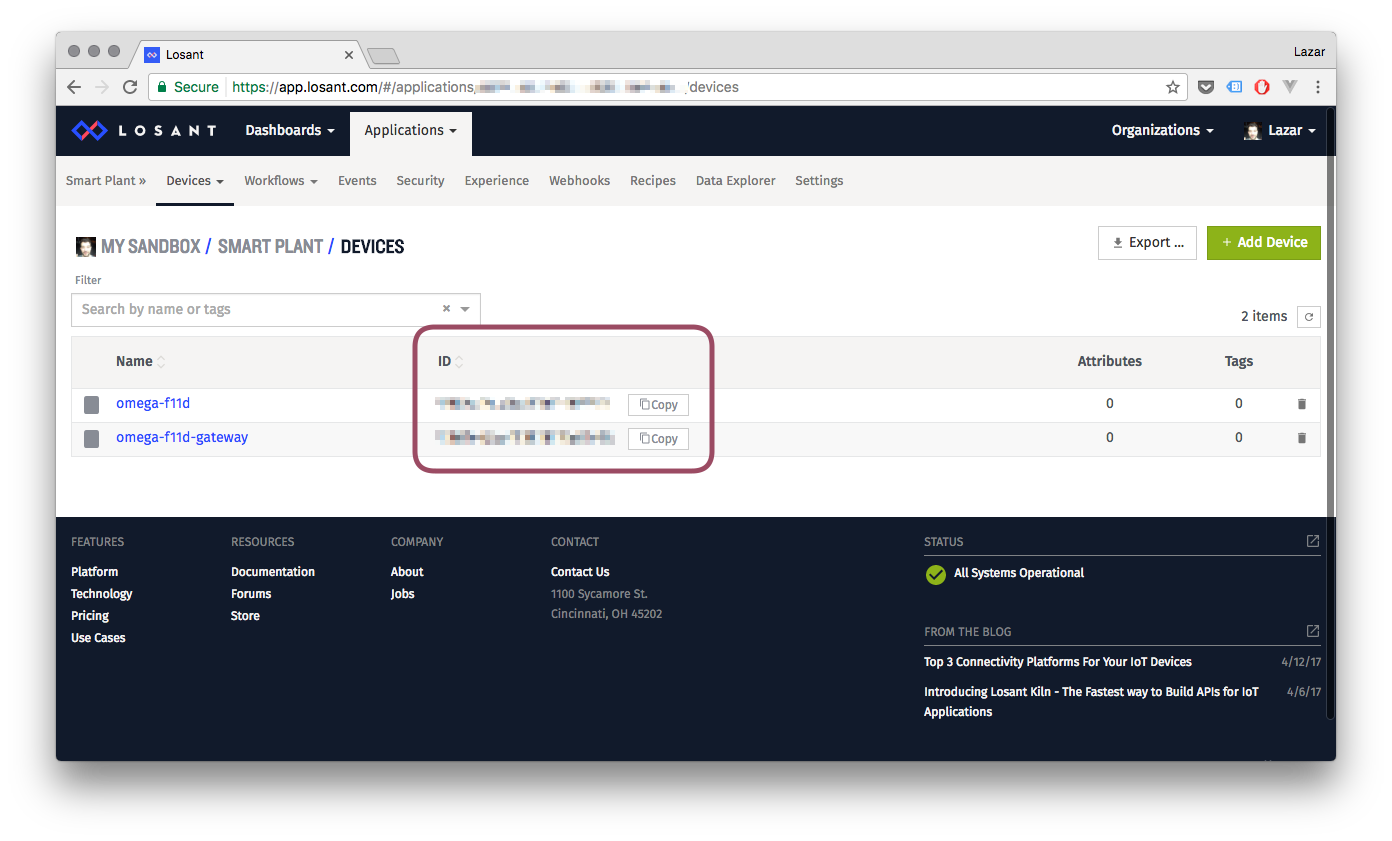 Losant
Lazar
Secure https://app.losant.com/#/applications/ /devices
LOSANT Dashboards Applications Organizations Lazar
Smart Plant » Devices Workflows Events Security Experience Webhooks Recipes Data Explorer Settings
MY SANDBOX / SMART PLANT / DEVICES
Export ... + Add Device
Filter
Search by name or tags
2 items
Name ID Attributes Tags
omega-f11d Copy 0 0
omega-f11d-gateway Copy 0 0
FEATURES
Platform
Technology
Pricing
Use Cases
RESOURCES
Documentation
Forums
Store
COMPANY
About
Jobs
CONTACT
Contact Us
1100 Sycamore St.
Cincinnati, OH 45202
STATUS
All Systems Operational
FROM THE BLOG
Top 3 Connectivity Platforms For Your IoT Devices 4/12/17
Introducing Losant Kiln - The Fastest way to Build APIs for IoT 4/6/17
Applications